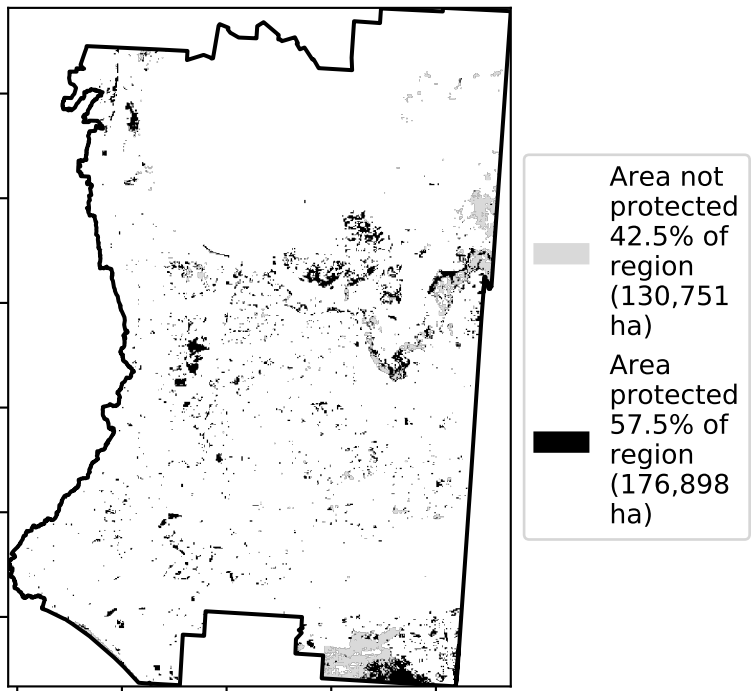 Area not
protected
42.5% of
region
(130,751
ha)
Area
protected
57.5% of
region
(176,898
ha)